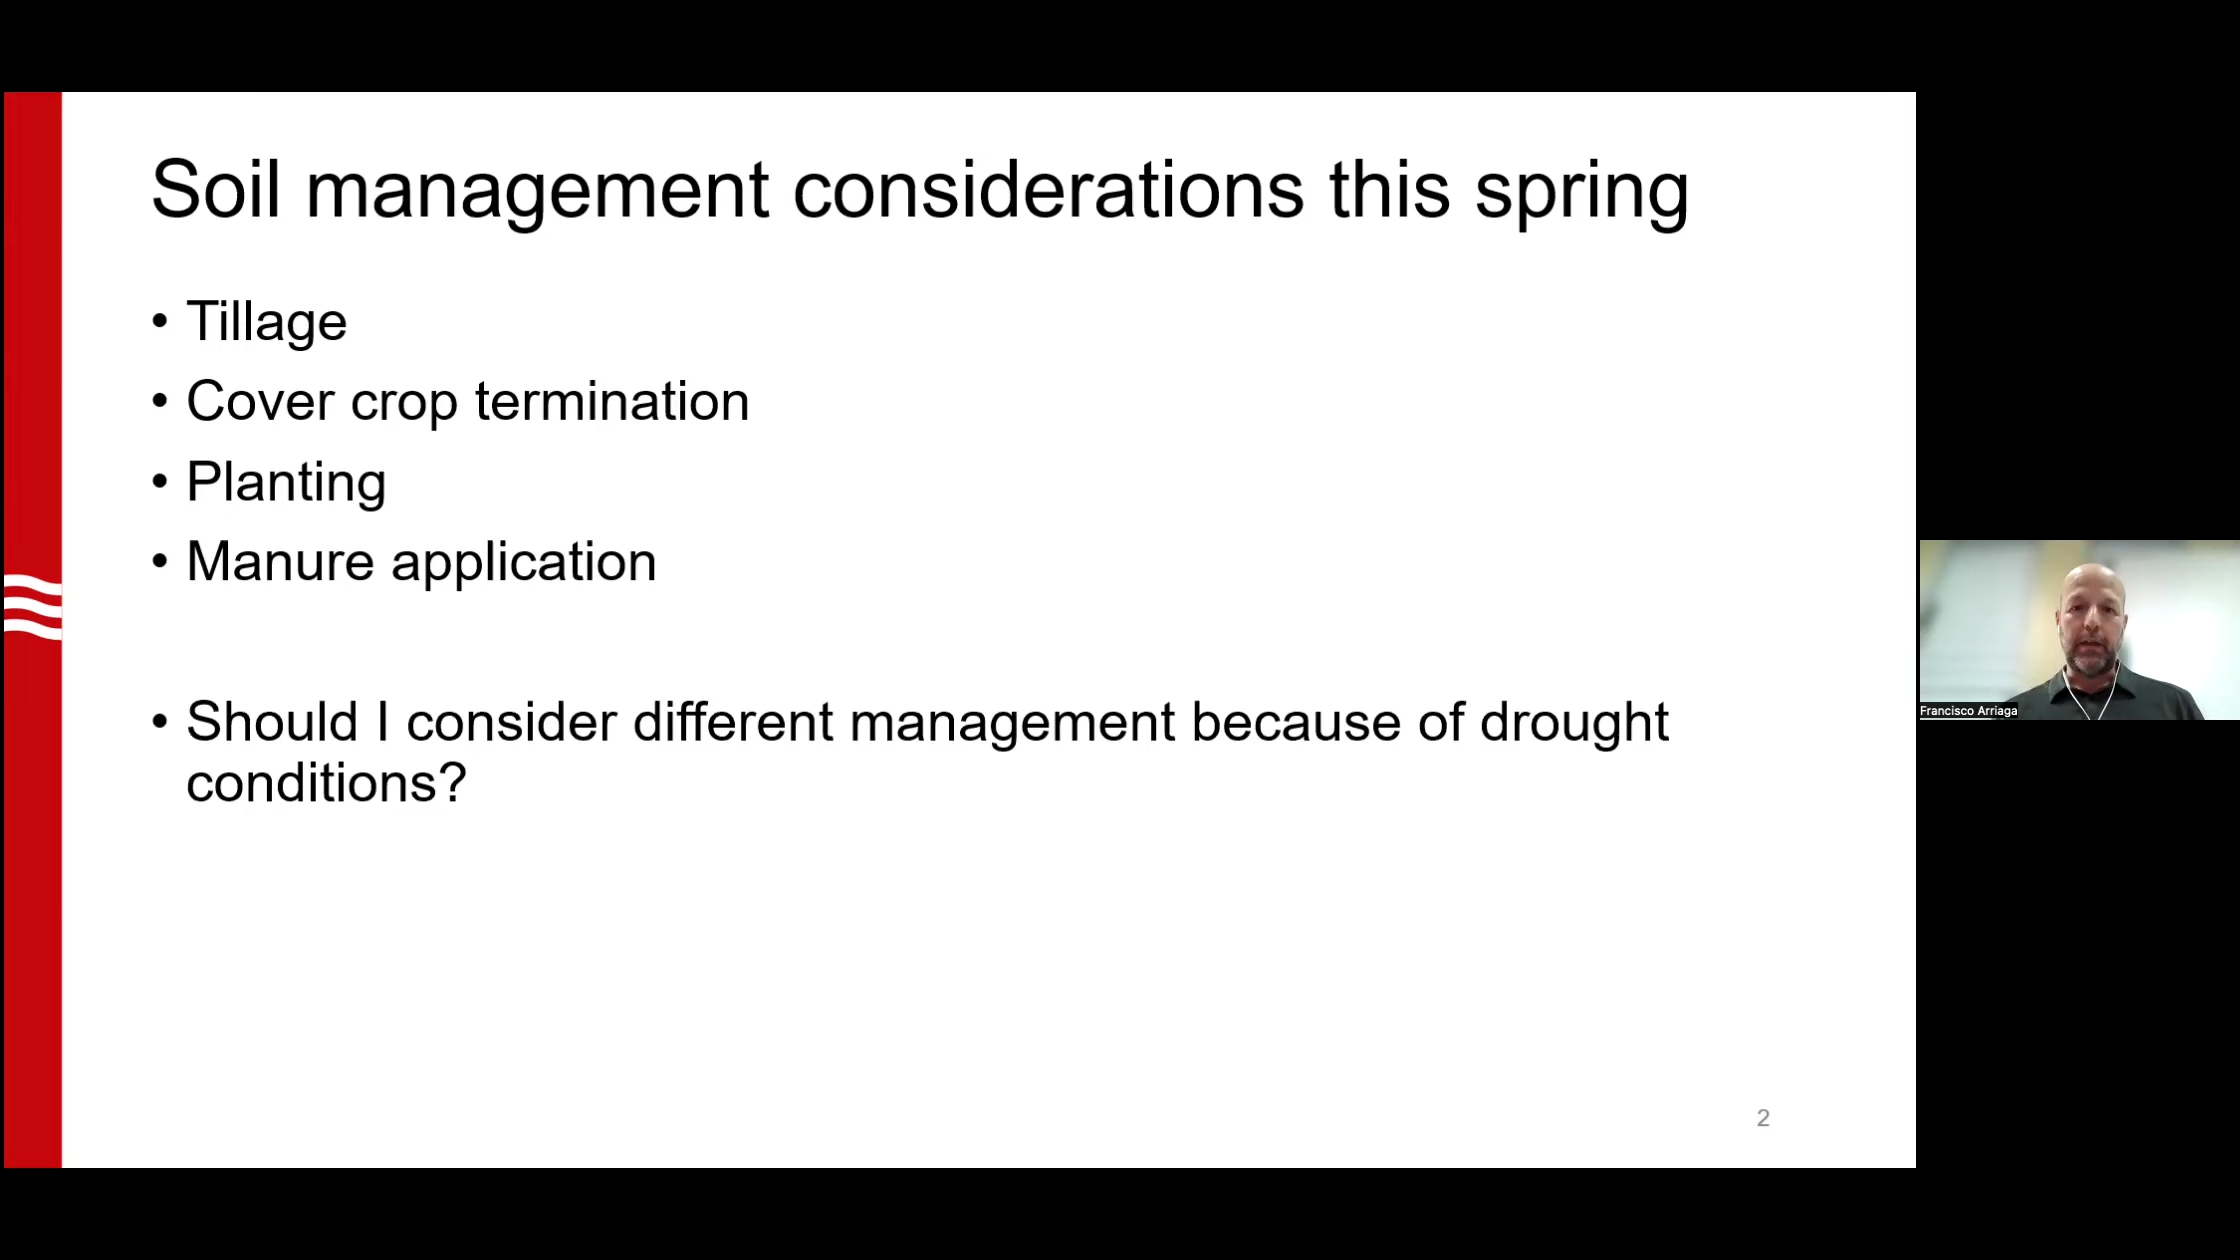 Soil management considerations this spring
• Tillage
• Cover crop termination
• Planting
• Manure application
• Should I consider different management because of drought
conditions?
2
Francisco Arriaga